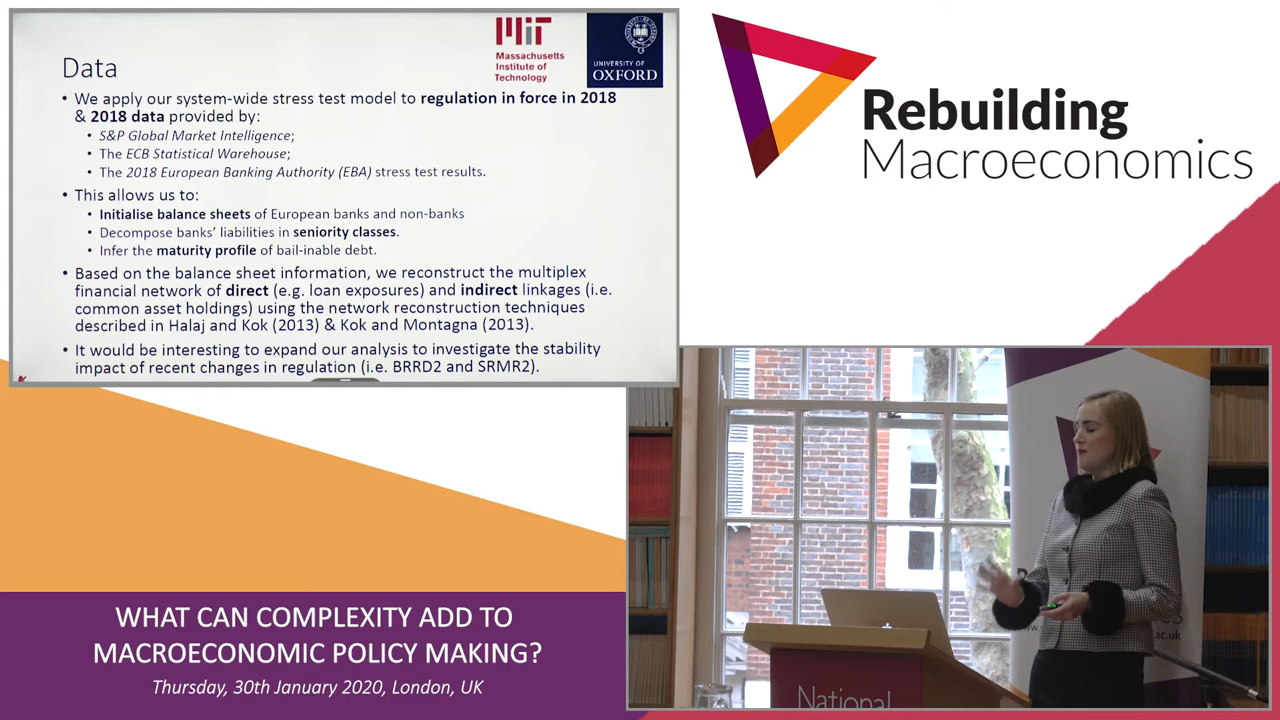 Data
MIT
Massachusetts
Institute of
Technology
UNIVERSITY OF
OXFORD
• We apply our system-wide stress test model to regulation in force in 2018
& 2018 data provided by:
• S&P Global Market Intelligence;
• The ECB Statistical Warehouse;
• The 2018 European Banking Authority (EBA) stress test results.
• This allows us to:
• Initialise balance sheets of European banks and non-banks
• Decompose banks' liabilities in seniority classes.
• Infer the maturity profile of bail-inable debt.
• Based on the balance sheet information, we reconstruct the multiplex
financial network of direct (e.g. loan exposures) and indirect linkages (i.e.
common asset holdings) using the network reconstruction techniques
described in Halaj and Kok (2013) & Kok and Montagna (2013).
• It would be interesting to expand our analysis to investigate the stability
impact of recent changes in regulation (i.e. BRRD2 and SRMR2).
Rebuilding
Macroeconomics
WHAT CAN COMPLEXITY ADD TO
MACROECONOMIC POLICY MAKING?
Thursday, 30th January 2020, London, UK
National
ac.uk